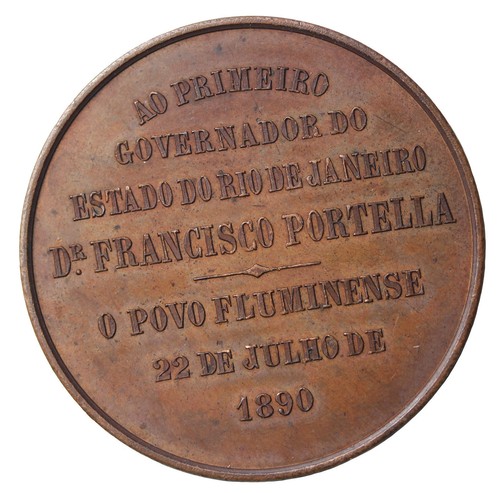 AO PRIMEIRO
GOVERNADOR DO
ESTADO DO RIO DE JANEIRO
DR. FRANCISCO PORTELLA
O POVO FLUMINENSE
22 DE JULHO DE
1890